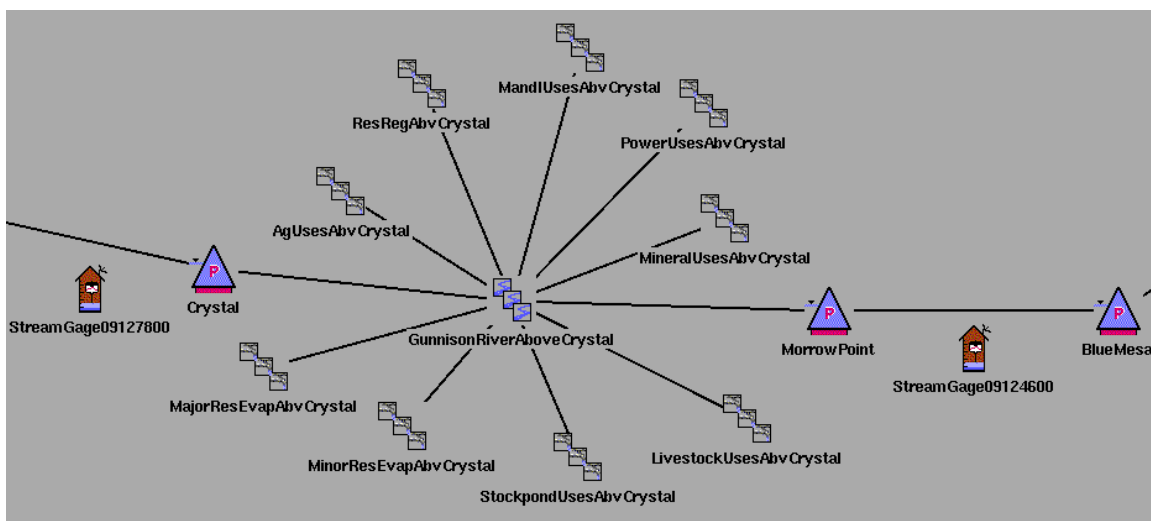 MandIUsesAbvCrystal
ResRegAbvCrystal
PowerUsesAbvCrystal
AgUsesAbvCrystal
MineralUsesAbvCrystal
P
Crystal
StreamGage09127800
GunnisonRiverAboveCrystal
P
MorrowPoint
P
BlueMesa
StreamGage09124600
MajorResEvapAbvCrystal
MinorResEvapAbvCrystal
LivestockUsesAbvCrystal
StockpondUsesAbvCrystal